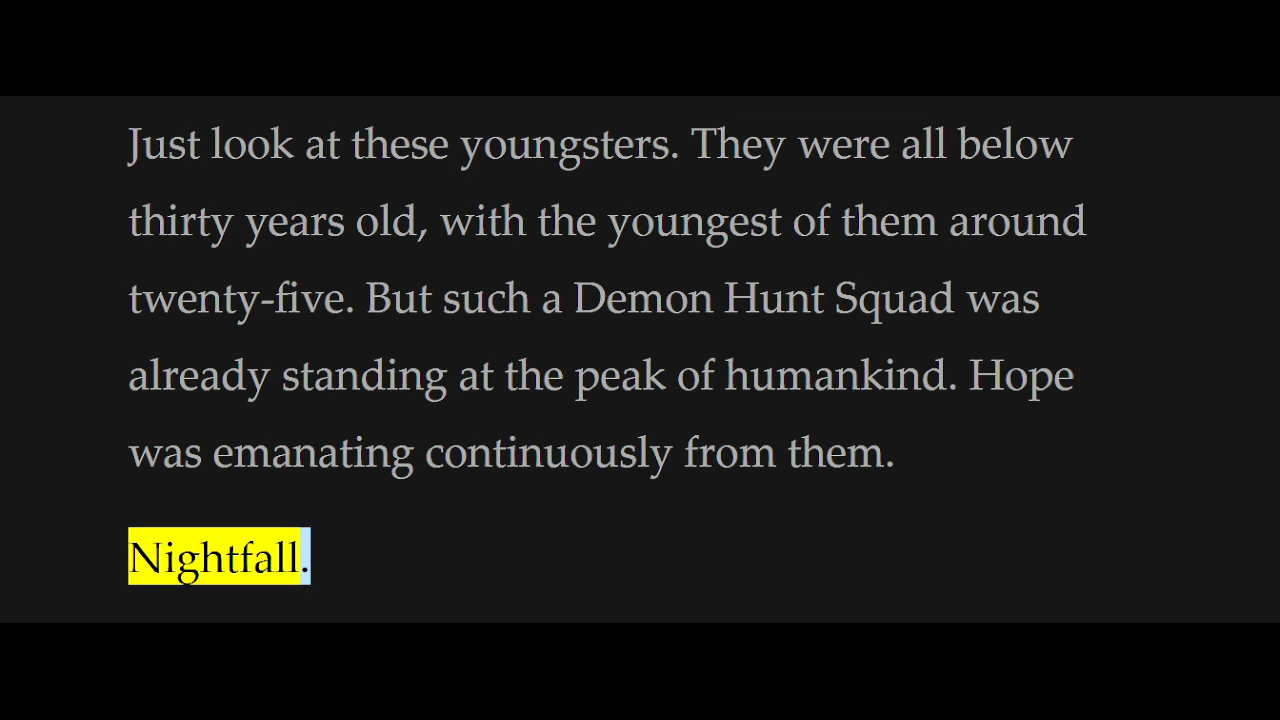 Just look at these youngsters. They were all below
thirty years old, with the youngest of them around
twenty-five. But such a Demon Hunt Squad was
already standing at the peak of humankind. Hope
was emanating continuously from them.
Nightfall.